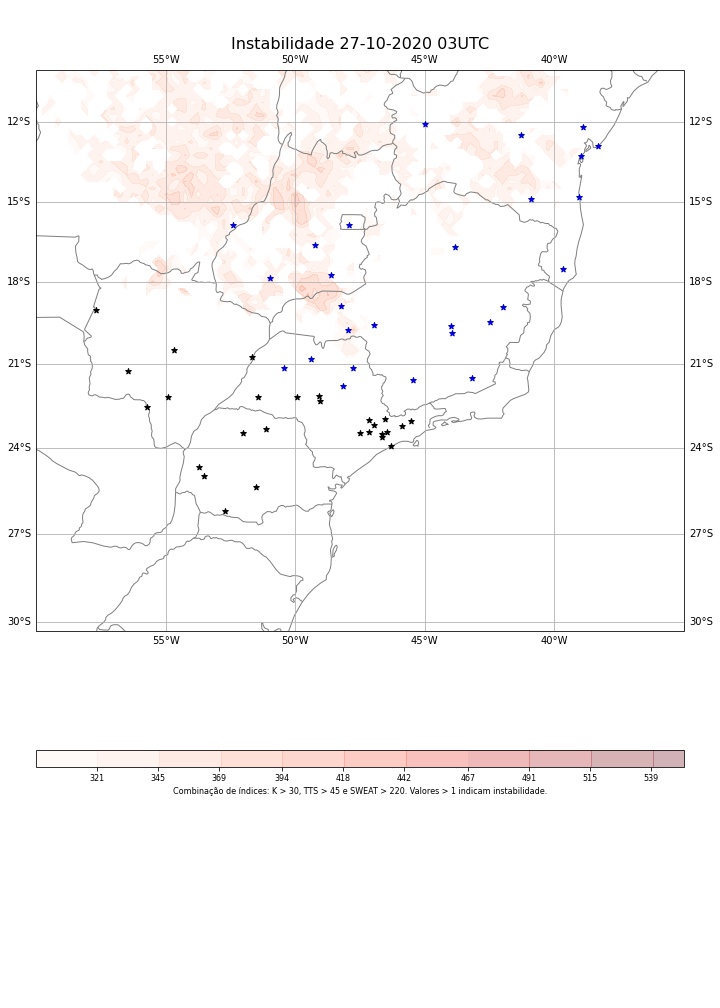 Instabilidade 27-10-2020 03UTC
55°W 50°W 45°W 40°W
12°S 12°S
15°S 15°S
18°S 18°S
21°S 21°S
24°S 24°S
27°S 27°S
30°S 30°S
55°W 50°W 45°W 40°W
321 345 369 394 418 442 467 491 515 539
Combinação de índices: K > 30, TTS > 45 e SWEAT > 220. Valores > 1 indicam instabilidade.